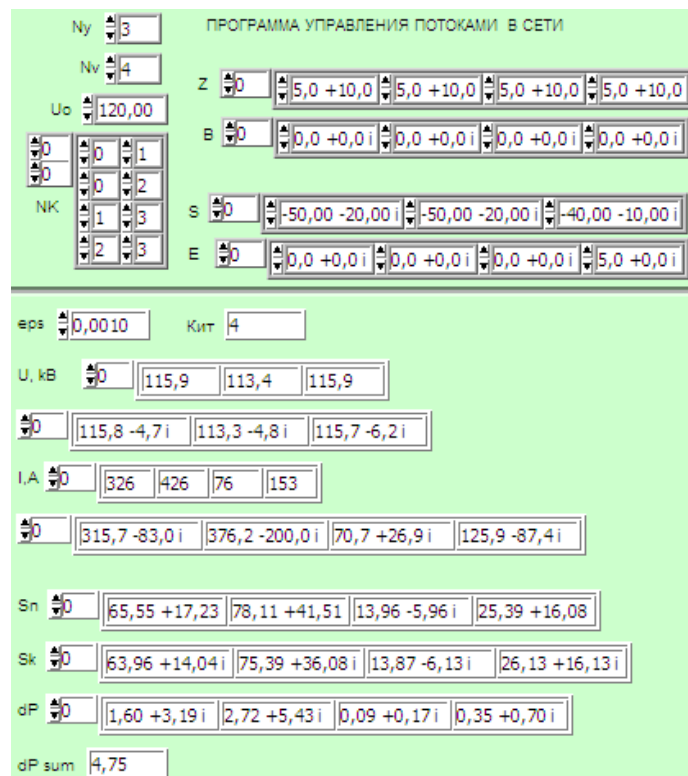 Ny 3 ПРОГРАММА УПРАВЛЕНИЯ ПОТОКАМИ В СЕТИ
Nv 4
Z 0 5,0 +10,0 5,0 +10,0 5,0 +10,0 5,0 +10,0
Uo 120,00
B 0 0,0 +0,0 i 0,0 +0,0 i 0,0 +0,0 i 0,0 +0,0 i
0 0 1
0 0 2
NK 1 3
S 0 -50,00 -20,00 i -50,00 -20,00 i -40,00 -10,00 i
2 3
E 0 0,0 +0,0 i 0,0 +0,0 i 0,0 +0,0 i 5,0 +0,0 i
eps 0,0010 Кит 4
U, kB 0 115,9 113,4 115,9
0 115,8 -4,7 i 113,3 -4,8 i 115,7 -6,2 i
I,A 0 326 426 76 153
0 315,7 -83,0 i 376,2 -200,0 i 70,7 +26,9 i 125,9 -87,4 i
Sn 0 65,55 +17,23 78,11 +41,51 13,96 -5,96 i 25,39 +16,08
Sk 0 63,96 +14,04 i 75,39 +36,08 i 13,87 -6,13 i 26,13 +16,13 i
dP 0 1,60 +3,19 i 2,72 +5,43 i 0,09 +0,17 i 0,35 +0,70 i
dP sum 4,75